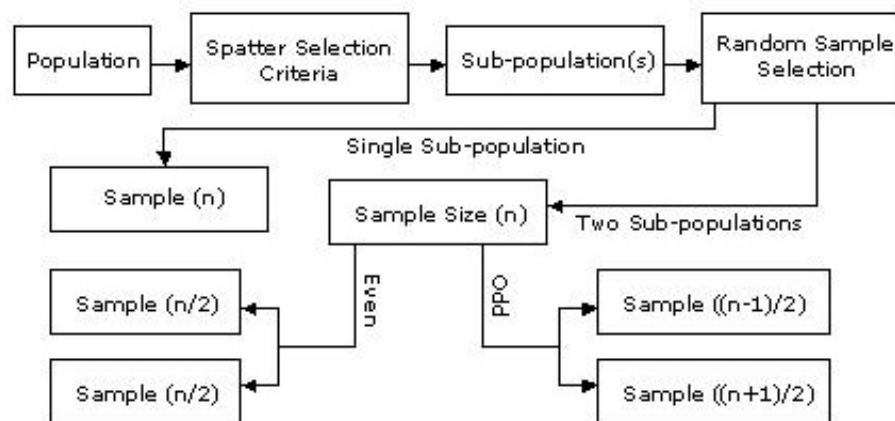 Population
Spatter Selection
Criteria
Sub-population(s)
Random Sample
Selection
Single Sub-population
Sample (n)
Sample Size (n)
Two Sub-populations
Even
Odd
Sample (n/2)
Sample ((n-1)/2)
Sample (n/2)
Sample ((n+1)/2)